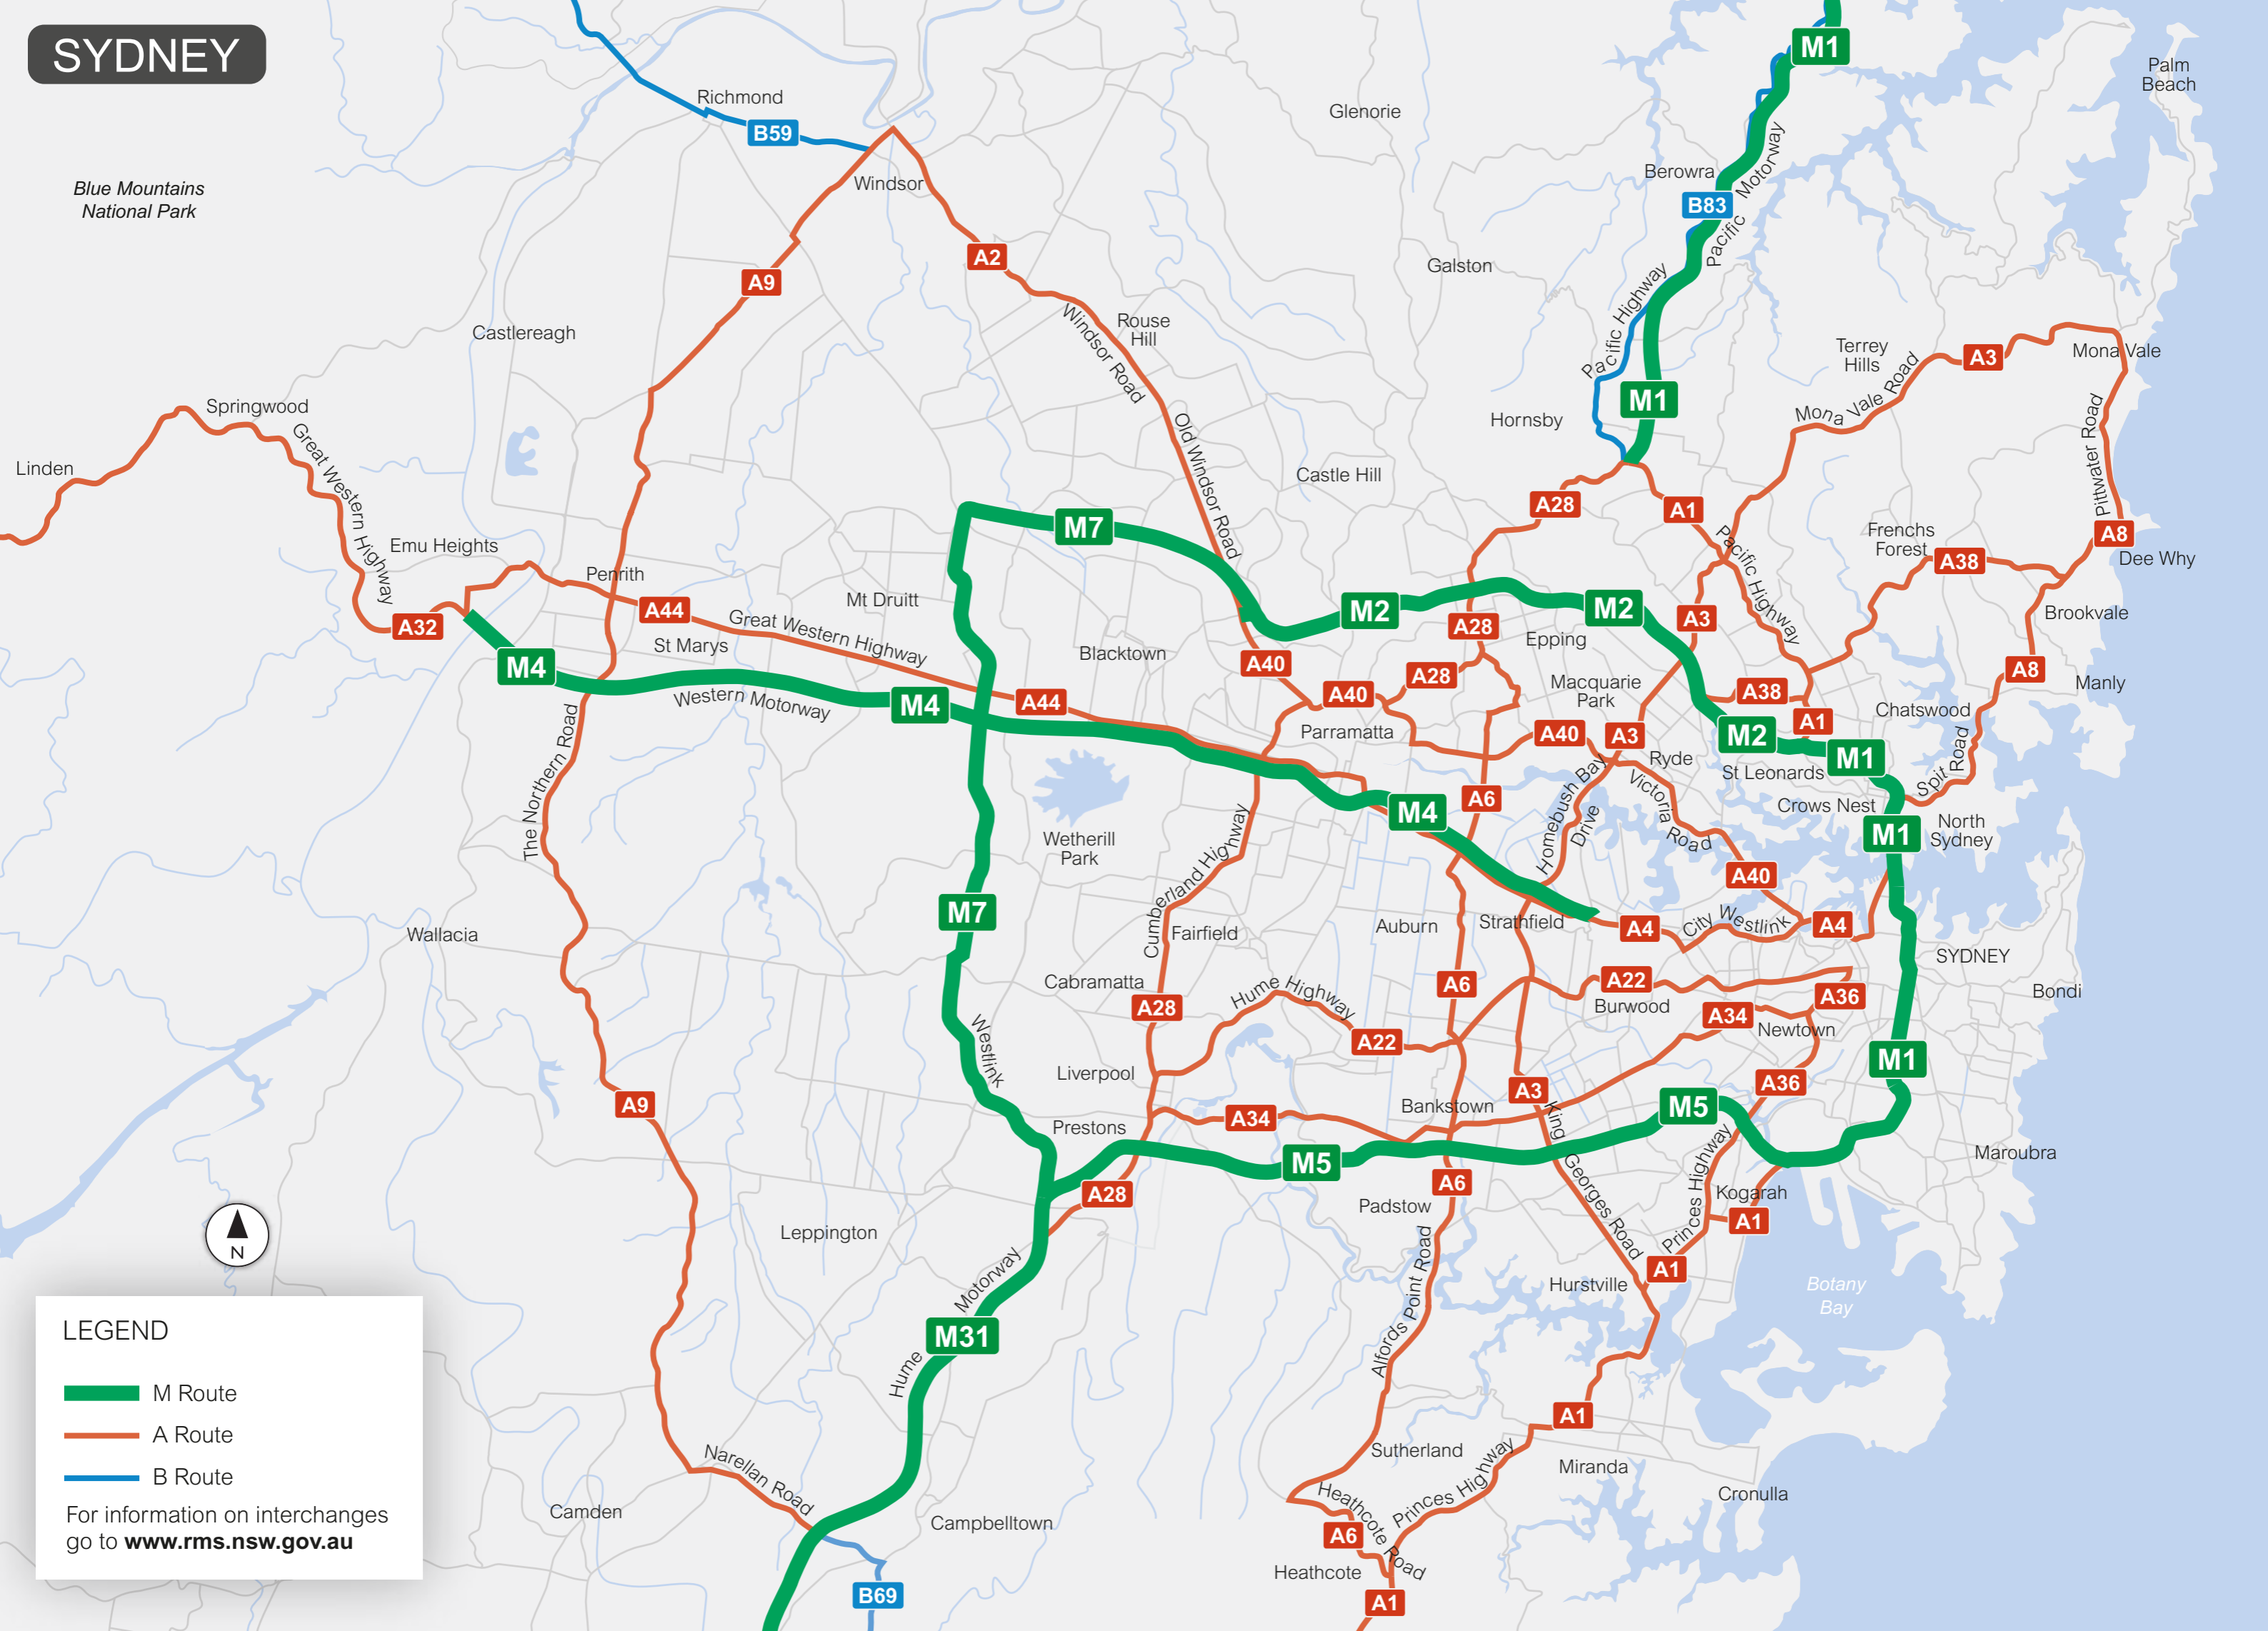 SYDNEY
M1
Palm
Beach
Richmond
B59
Glenorie
Berowra
Pacific Motorway
Blue Mountains
National Park
Windsor
B83
A2
Galston
A9
Pacific Highway
Castlereagh
Windsor Road
Rouse
Hill
Terrey
Hills
A3
Mona Vale
Mona Vale Road
M1
Springwood
Hornsby
Pittwater Road
Great Western Highway
Old Windsor Road
Linden
Castle Hill
A28
A1
M7
Frenchs
Forest
A8
Emu Heights
Pacific Highway
A38
Dee Why
Penrith
Mt Druitt
A44
M2
M2
A3
Brookvale
A32
Great Western Highway
A28
Epping
St Marys
Blacktown
M4
A40
A28
A8
Macquarie
Park
A38
Manly
Western Motorway
M4
A44
A40
Chatswood
The Northern Road
Parramatta
A40
A3
A1
M2
M1
Ryde
St Leonards
Spit Road
Homebush Bay
Drive
Victoria
Road
A6
Crows Nest
M4
Wetherill
Park
Cumberland Highway
M1
North
Sydney
A40
M7
Auburn
Strathfield
A4
City Westlink
A4
Wallacia
Fairfield
SYDNEY
Cabramatta
Hume Highway
A6
A22
Bondi
A28
Burwood
A36
A34
Newtown
Westlink
A22
M1
Liverpool
A36
A9
A3
Bankstown
M5
A34
King
Georges Road
Prestons
Maroubra
M5
Princes Highway
A28
A6
Kogarah
Padstow
A1
Leppington
N
Alfords Point Road
A1
Hurstville
Botany
Bay
Motorway
M31
Hume
LEGEND
M Route
A Route
B Route
For information on interchanges
go to www.rms.nsw.gov.au
A1
Sutherland
Princes Highway
Miranda
Narellan Road
Cronulla
Camden
Campbelltown
Heathcote Road
A6
Heathcote
B69
A1